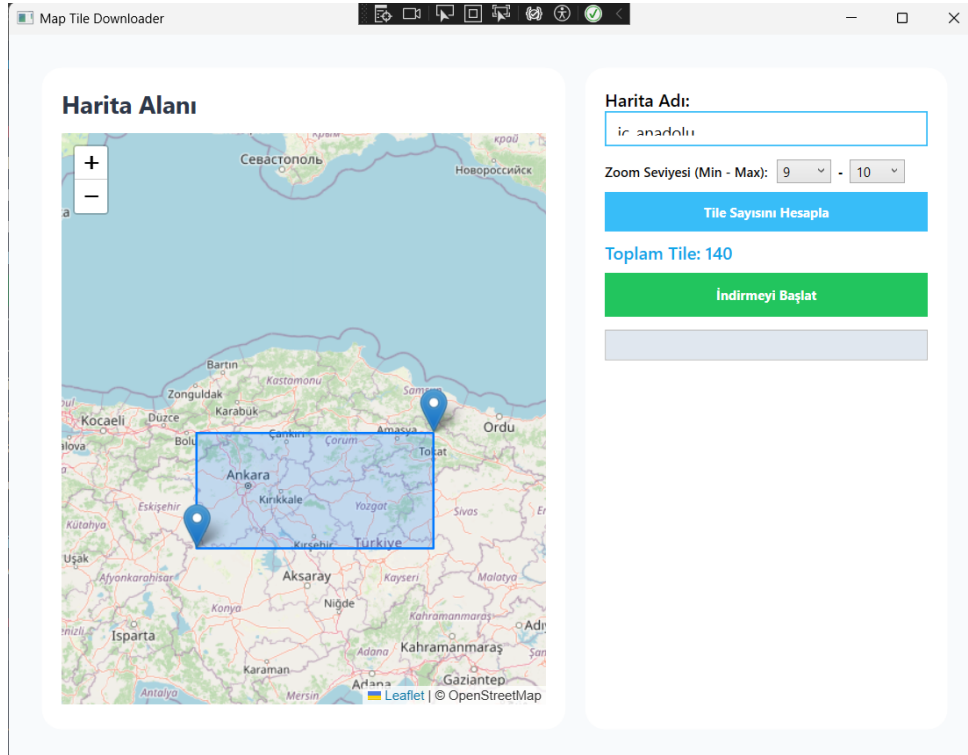 Map Tile Downloader
Harita Alanı
+
−
Севастополь
Новороссийск
Bartın
Kastamonu
Zonguldak
Karabük
Kocaeli
Düzce
Ordu
Bolu
Çankırı
Çorum
Amasya
Tokat
Ankara
Kırıkkale
Eskişehir
Yozgat
Sivas
Kütahya
Kırşehir
Türkiye
Uşak
Afyonkarahisar
Aksaray
Kayseri
Malatya
Niğde
Konya
Kahramanmaraş
Isparta
Adana
Kahramanmaraş
Karaman
Gaziantep
Adana
Antalya
Mersin
Leaflet | © OpenStreetMap
Harita Adı:
ic anadolu
Zoom Seviyesi (Min - Max): 9 - 10
Tile Sayısını Hesapla
Toplam Tile: 140
İndirmeyi Başlat